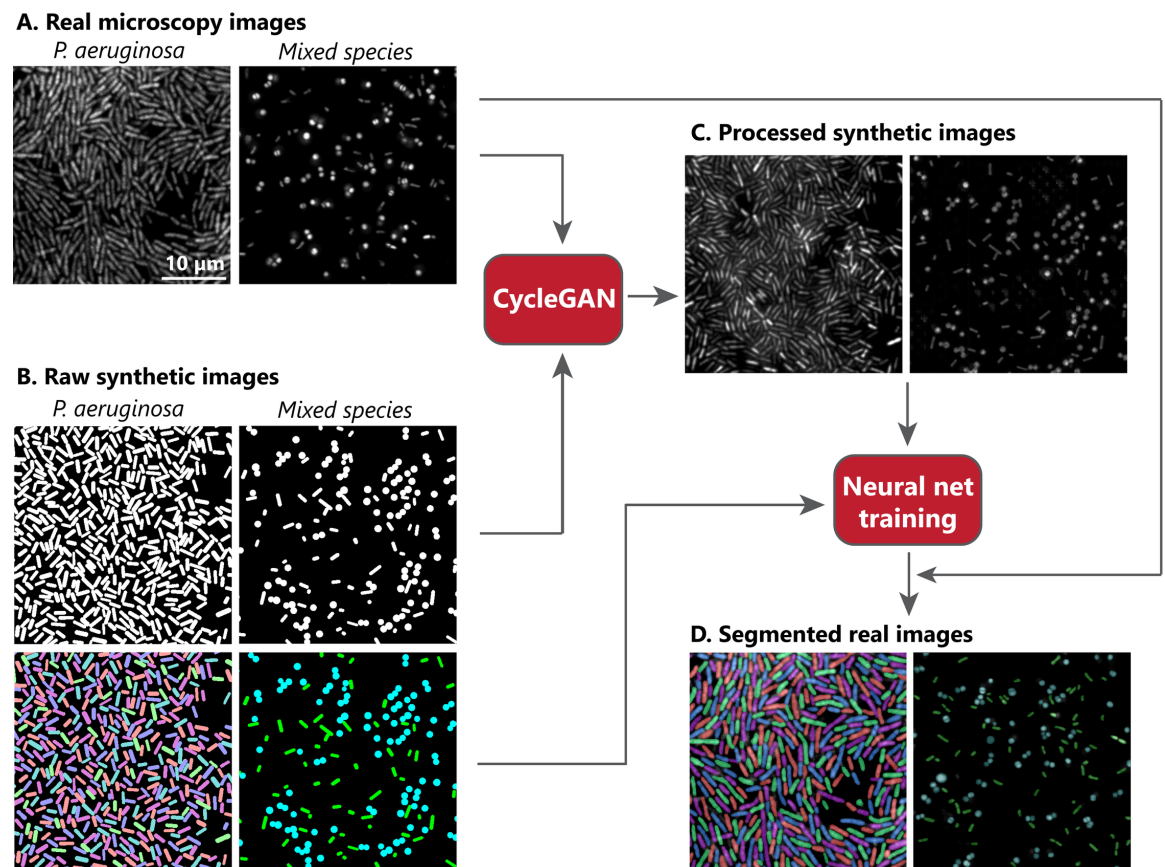 A. Real microscopy images
P. aeruginosa
Mixed species
10 µm
B. Raw synthetic images
P. aeruginosa
Mixed species
CycleGAN
C. Processed synthetic images
Neural net
training
D. Segmented real images